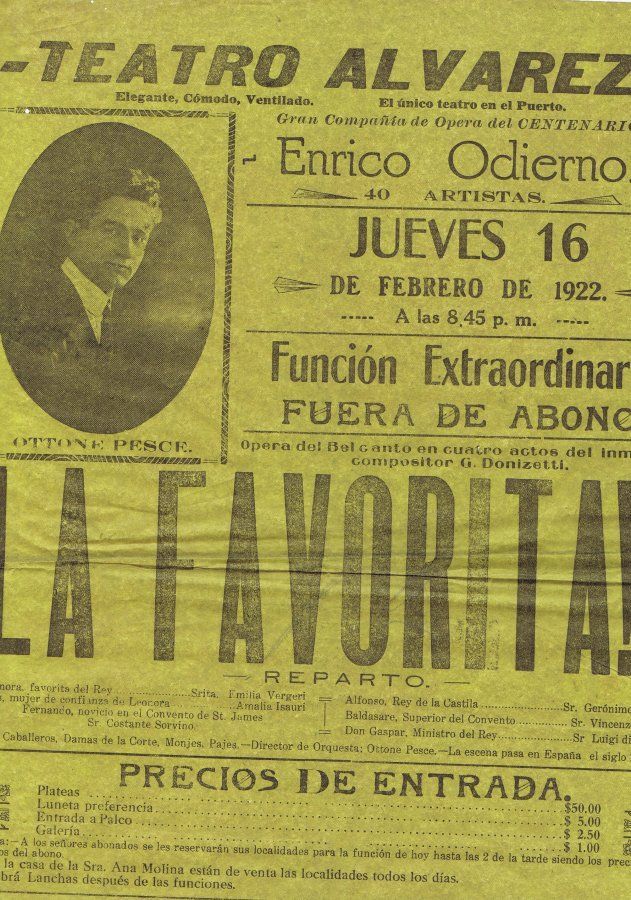 -TEATRO ALVAREZ
Elegante, Cómodo, Ventilado.
El único teatro en el Puerto.
Gran Compañia de Opera del CENTENARIO
Enrico Odierno.
40 ARTISTAS.
JUEVES 16
DE FEBRERO DE 1922.
A las 8,45 p. m.
Función Extraordinar
FUERA DE ABONO
OTTONE PESCE.
Opera del Bel canto en cuatro actos del inm
compositor G. Donizetti.
LA FAVORITA!
REPARTO.
nora, favorita del Rey Srita. Emilia Vergeri
s, mujer de confianza de Leonora Amalia Isauri
Fernando, novicio en el Convento de St. James
Sr. Costante Sorvino.
Alfonso, Rey de la Castila Sr. Gerónimo
Baldasare, Superior del Convento Sr. Vincenz
Don Gaspar, Ministro del Rey Sr Luigi di
Caballeros, Damas de la Corte, Monjes, Pajes.—Director de Orquesta; Ottone Pesce.—La escena pasa en España el siglo
PRECIOS DE ENTRADA.
Plateas $50.00
Luneta preferencia $ 5.00
Entrada a Palco $ 2.50
Galería $ 1.00
a:—A los señores abonados se les reservarán sus localidades para la función de hoy hasta las 2 de la tarde siendo los prec
os del abono.
la casa de la Sra. Ana Molina están de venta las localidades todos los días.
brá Lanchas después de las funciones.